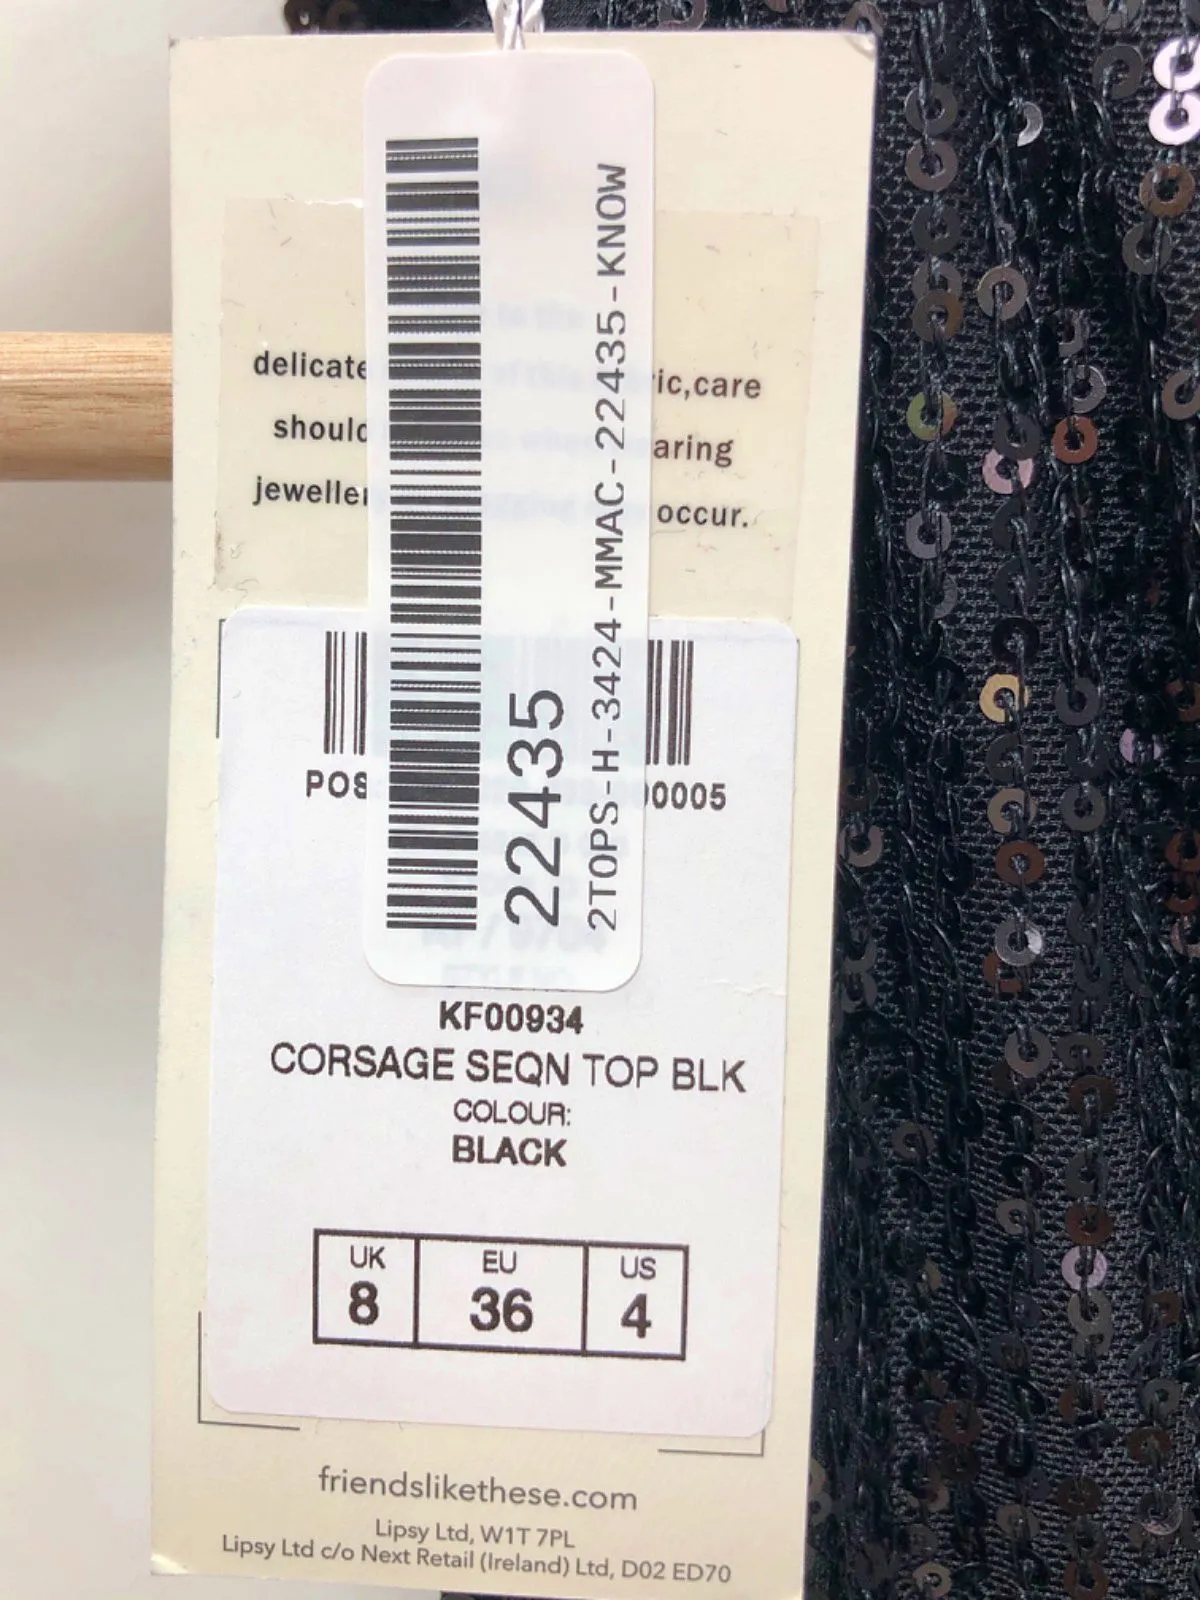 delicate ric,care
should aring
jeweller occur.
22435
2TOPS-H-3424-MMAC-22435-KNOW
POS 00005
KF00934
CORSAGE SEQN TOP BLK
COLOUR:
BLACK
UK EU US
8 36 4
friendslikethese.com
Lipsy Ltd, W1T 7PL
Lipsy Ltd c/o Next Retail (Ireland) Ltd, D02 ED70